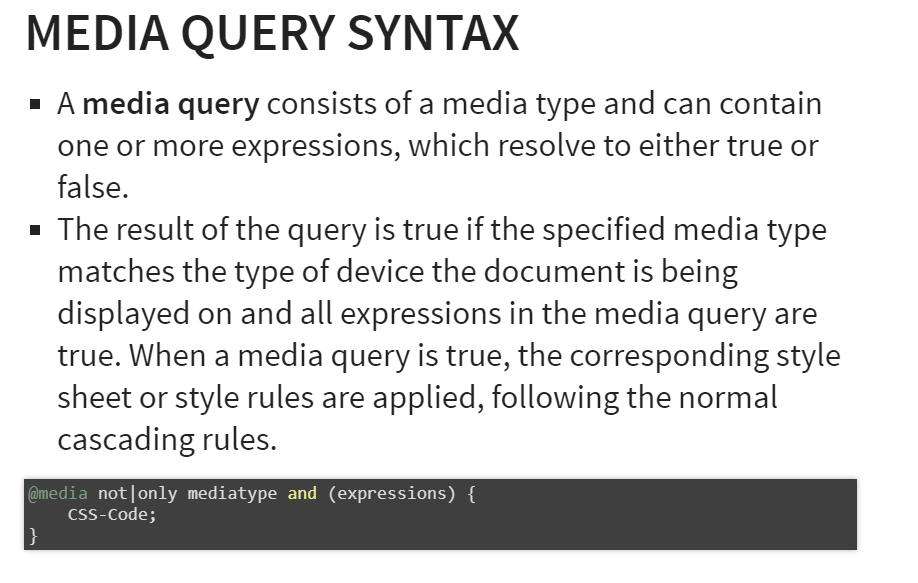 MEDIA QUERY SYNTAX
▪ A media query consists of a media type and can contain
one or more expressions, which resolve to either true or
false.
▪ The result of the query is true if the specified media type
matches the type of device the document is being
displayed on and all expressions in the media query are
true. When a media query is true, the corresponding style
sheet or style rules are applied, following the normal
cascading rules.
@media not|only mediatype and (expressions) {
    CSS-Code;
}